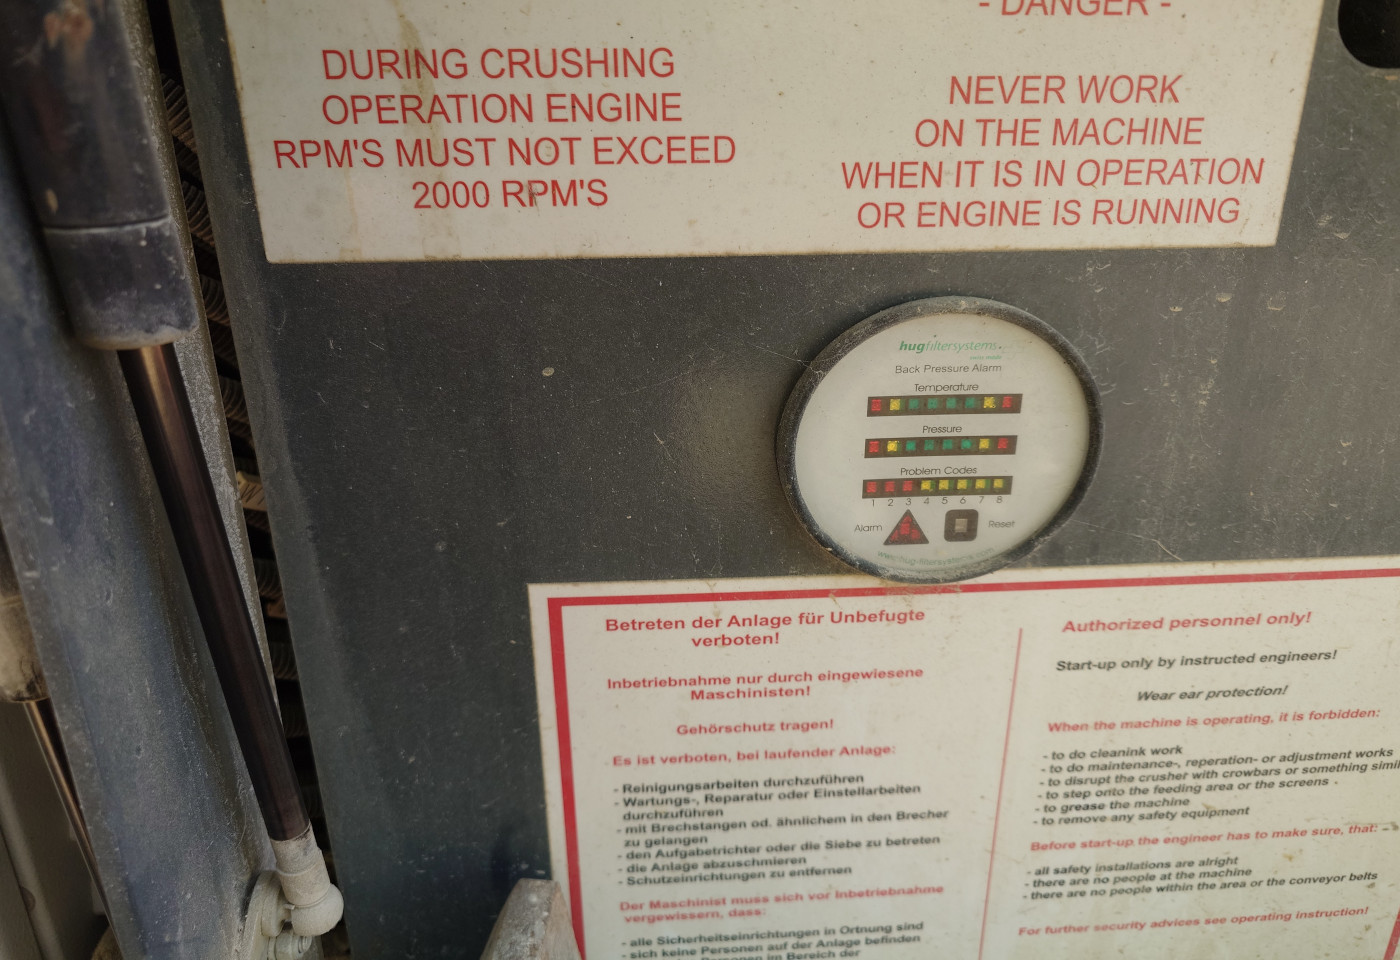 DURING CRUSHING
OPERATION ENGINE
RPM'S MUST NOT EXCEED
2000 RPM'S
- DANGER -
NEVER WORK
ON THE MACHINE
WHEN IT IS IN OPERATION
OR ENGINE IS RUNNING
hugfiltersystems
Back Pressure Alarm
Temperature
Pressure
Problem Codes
1 2 3 4 5 6 7 8
Alarm
Reset
www.hug-filtersystems.com
Betreten der Anlage für Unbefugte
verboten!
Inbetriebnahme nur durch eingewiesene
Maschinisten!
Gehörschutz tragen!
Es ist verboten, bei laufender Anlage:
- Reinigungsarbeiten durchzuführen
- Wartungs-, Reparatur oder Einstellarbeiten
durchzuführen
- mit Brechstangen od. ähnlichem in den Brecher
zu gelangen
- den Aufgabetrichter oder die Siebe zu betreten
- die Anlage abzuschmieren
- Schutzeinrichtungen zu entfernen
Der Maschinist muss sich vor Inbetriebnahme
vergewissern, dass:
- alle Sicherheitseinrichtungen in Ortnung sind
- sich keine Personen auf der Anlage befinden
Personen im Bereich der
Authorized personnel only!
Start-up only by instructed engineers!
Wear ear protection!
When the machine is operating, it is forbidden:
- to do cleanink work
- to do maintenance-, reperation- or adjustment works
- to disrupt the crusher with crowbars or something simil
- to step onto the feeding area or the screens
- to grease the machine
- to remove any safety equipment
Before start-up the engineer has to make sure, that:
- all safety installations are alright
- there are no people at the machine
- there are no people within the area or the conveyor belts
For further security advices see operating instruction!